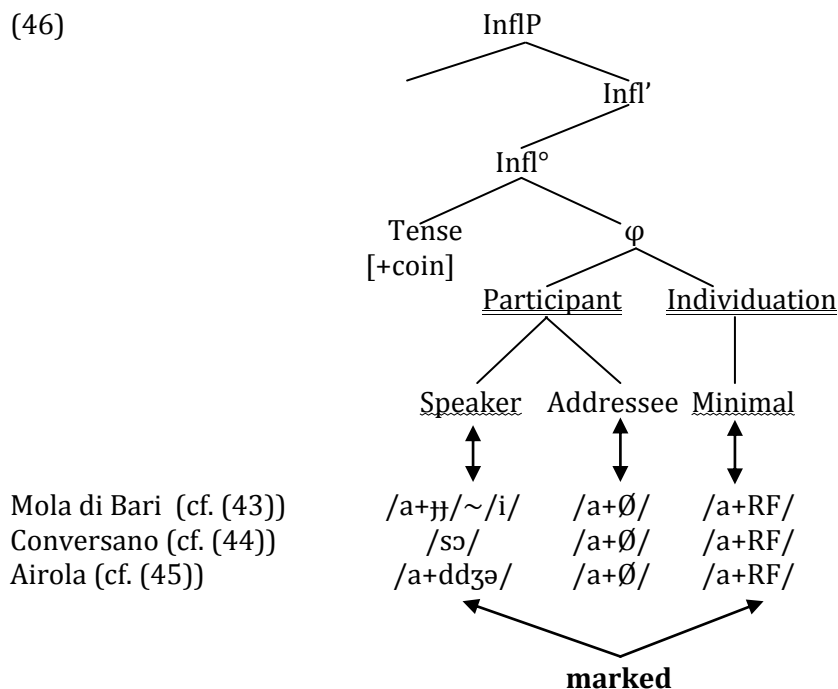 (46) InflP
Infl’
Infl°
Tense φ
[+coin]
Participant Individuation
Speaker Addressee Minimal
Mola di Bari (cf. (43)) /a+ɟɟ/~/i/ /a+Ø/ /a+RF/
Conversano (cf. (44)) /sɔ/ /a+Ø/ /a+RF/
Airola (cf. (45)) /a+ddʒə/ /a+Ø/ /a+RF/
marked